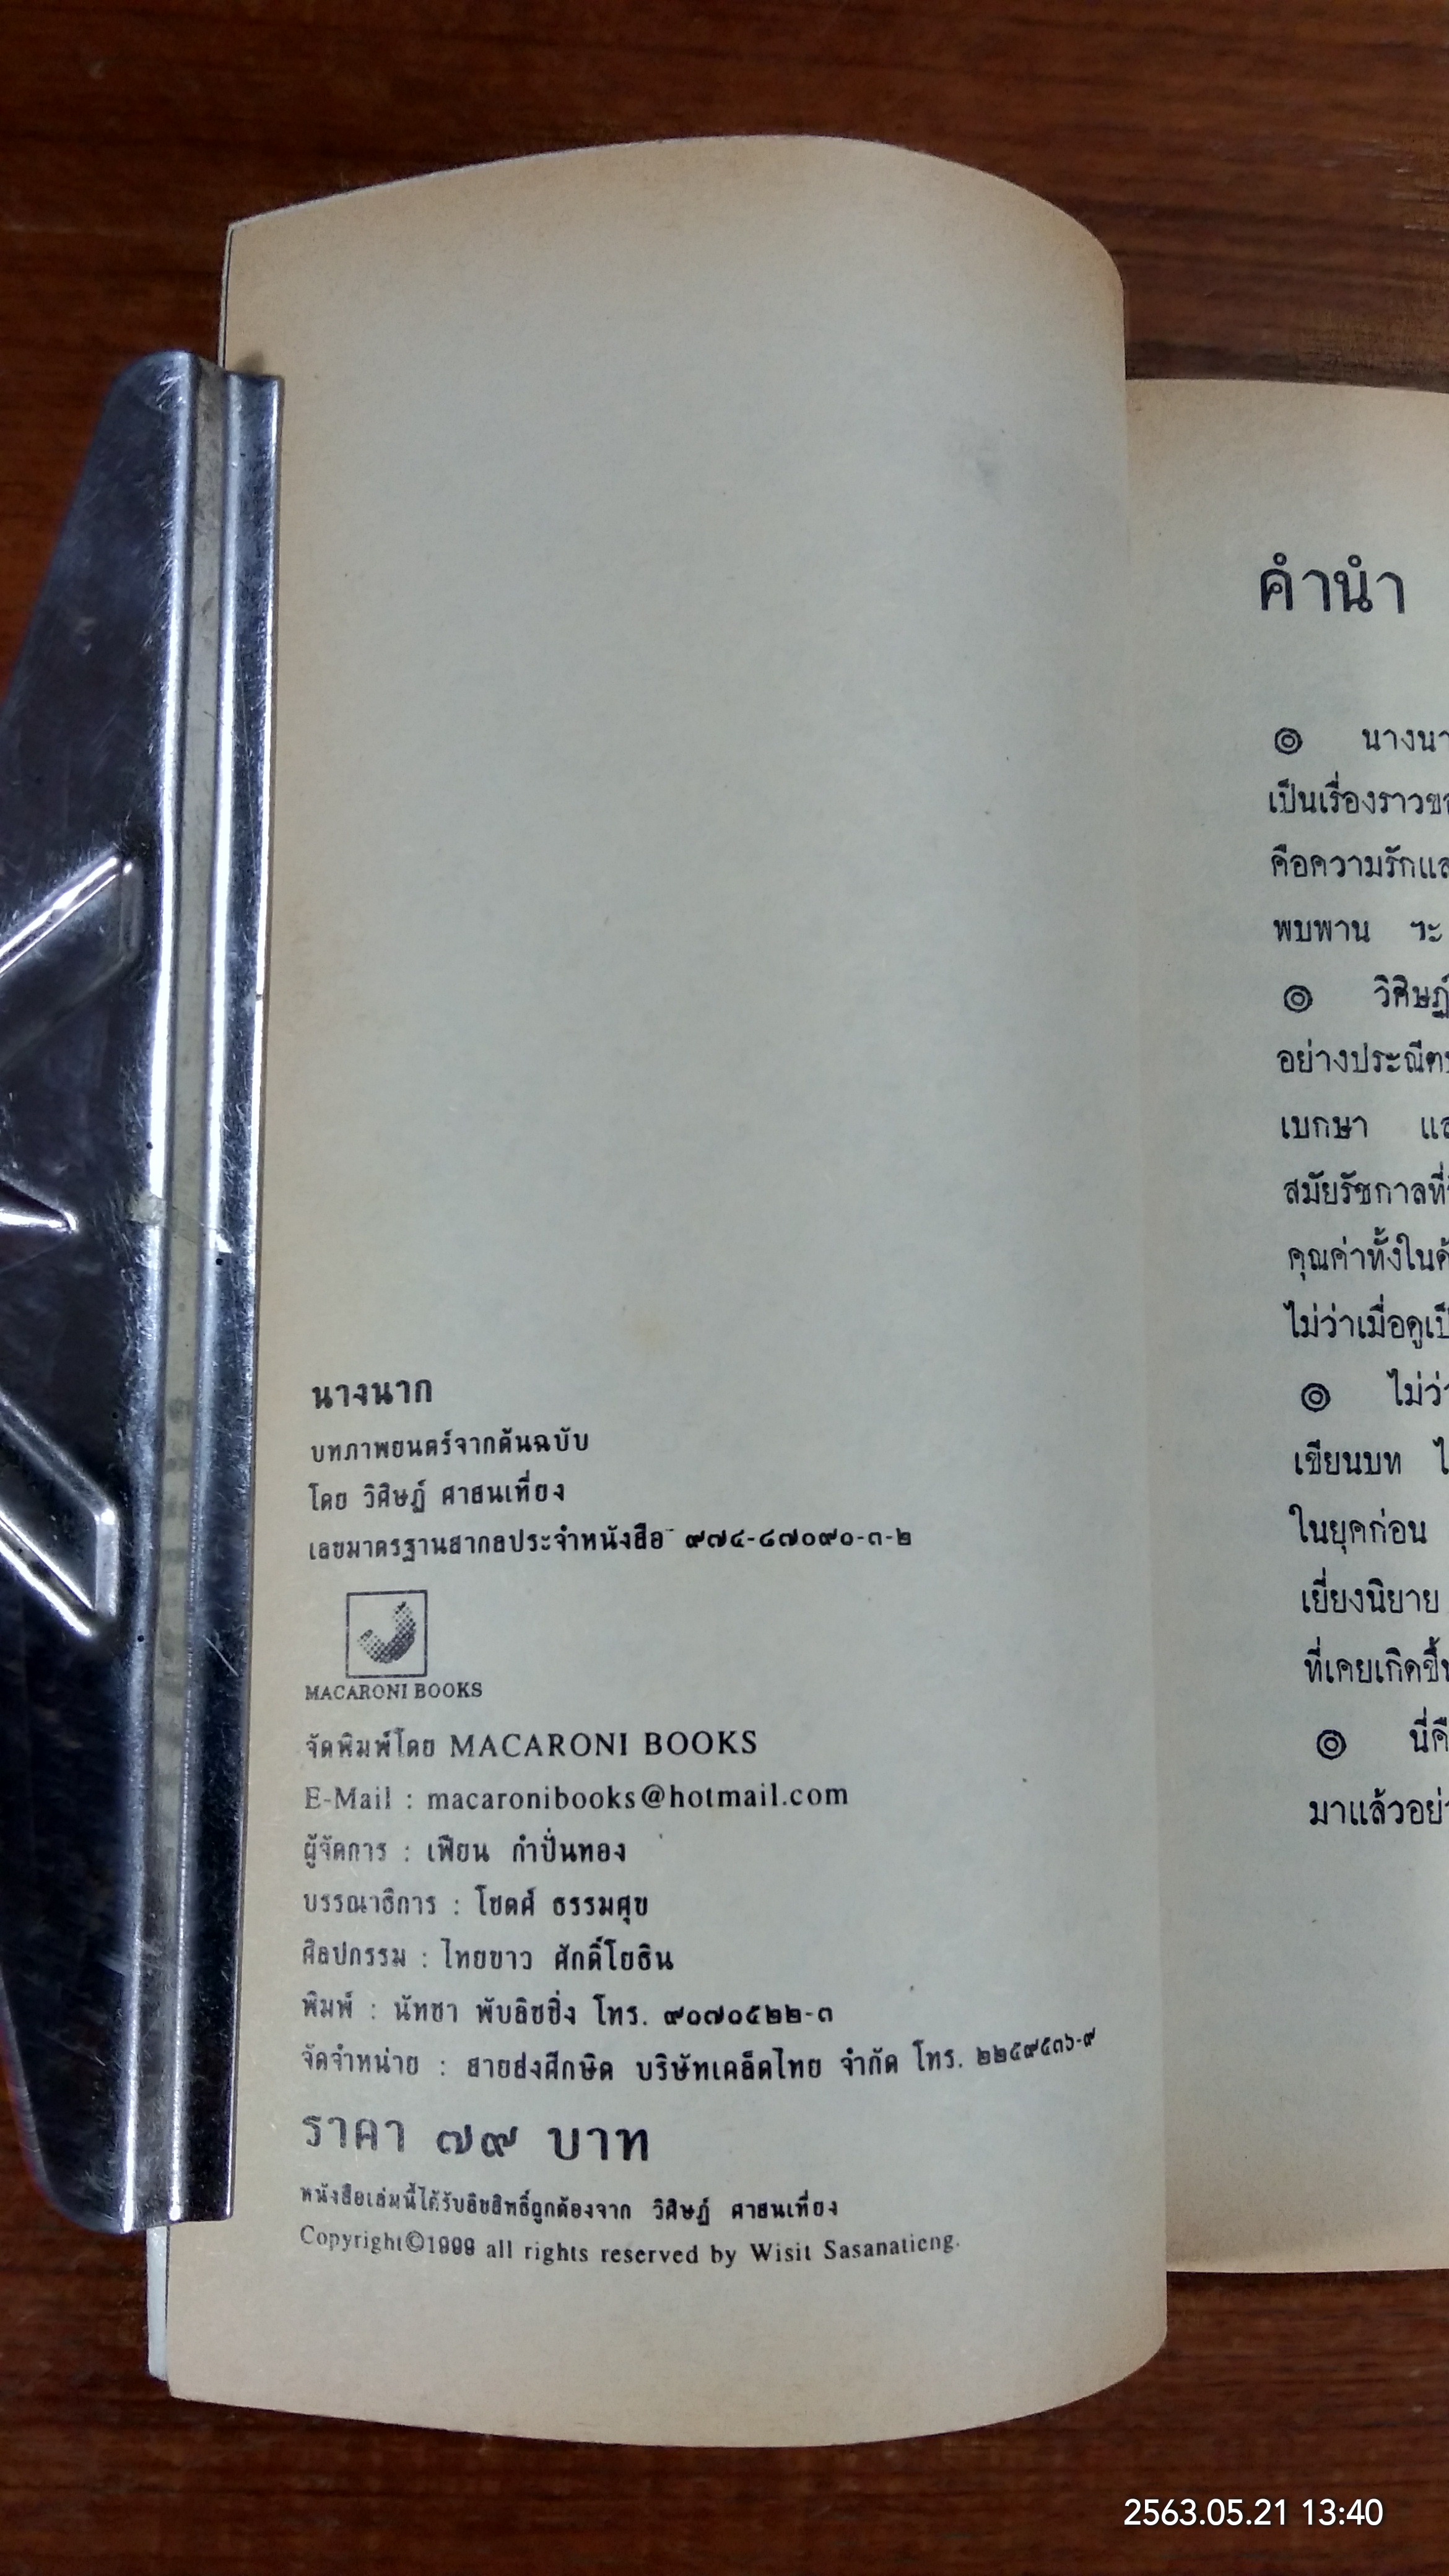 นางนาก
บทภาพยนตร์จากต้นฉบับ
โดย วิศิษฏ์ ศาสนเที่ยง
เลขมาตรฐานสากลประจำหนังสือ ๙๗๔-๘๗๐๙๐-๓-๒
MACARONI BOOKS
จัดพิมพ์โดย MACARONI BOOKS
E-Mail : macaronibooks@hotmail.com
ผู้จัดการ : เฟียน กำปั่นทอง
บรรณาธิการ : โชตศ์ ธรรมศุข
ศิลปกรรม : ไทยขาว ศักดิ์โยธิน
พิมพ์ : นัทชา พับลิชชิ่ง โทร. ๙๐๗๐๕๒๒-๓
จัดจำหน่าย : สายส่งศึกษิต บริษัทเคล็ดไทย จำกัด โทร. ๒๒๕๙๕๓๖-๙
ราคา ๗๙ บาท
หนังสือเล่มนี้ได้รับลิขสิทธิ์ถูกต้องจาก วิศิษฏ์ ศาสนเที่ยง
Copyright©1999 all rights reserved by Wisit Sasanatieng.
คำนำ
๏ นางนา
เป็นเรื่องราวขอ
คือความรักแล
พบพาน ฯะ
๏ วิศิษฏ์
อย่างประณีต
เบกษา แล
สมัยรัชกาลที่
คุณค่าทั้งในด้
ไม่ว่าเมื่อดูเป็
๏ ไม่ว่า
เขียนบท ไ
ในยุคก่อน
เยี่ยงนิยาย
ที่เคยเกิดขึ้น
๏ นี่คื
มาแล้วอย่า
2563.05.21 13:40